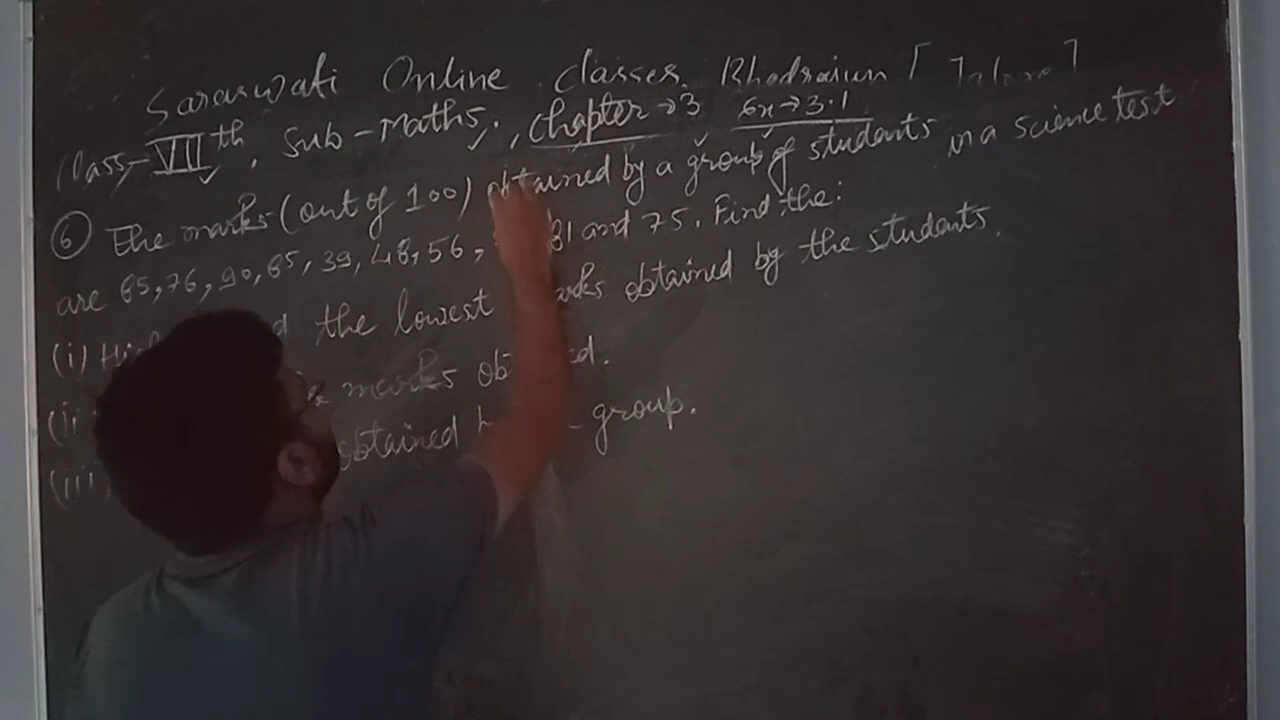 Saraswati Online Classes, Bhadrajun [ Jalore ]
Class-VIIth, Sub-Maths, Chapter→3 Ex→3.1
⑥ The marks (out of 100) obtained by a group of students in a science test
are 85,76,90,85,39,48,56, 81 and 75. Find the:
(i) the lowest marks obtained by the students.
(ii) marks
(iii) obtained group.